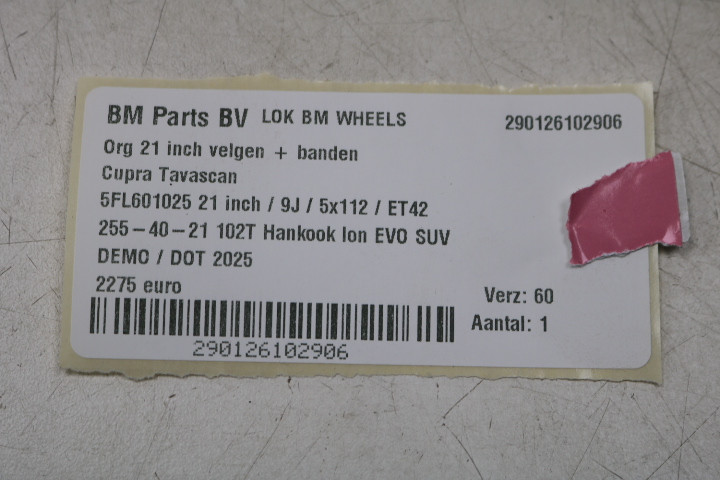 BM Parts BV LOK BM WHEELS 290126102906
Org 21 inch velgen + banden
Cupra Tavascan
5FL601025 21 inch / 9J / 5x112 / ET42
255-40-21 102T Hankook Ion EVO SUV
DEMO / DOT 2025
2275 euro
Verz: 60
Aantal: 1
290126102906